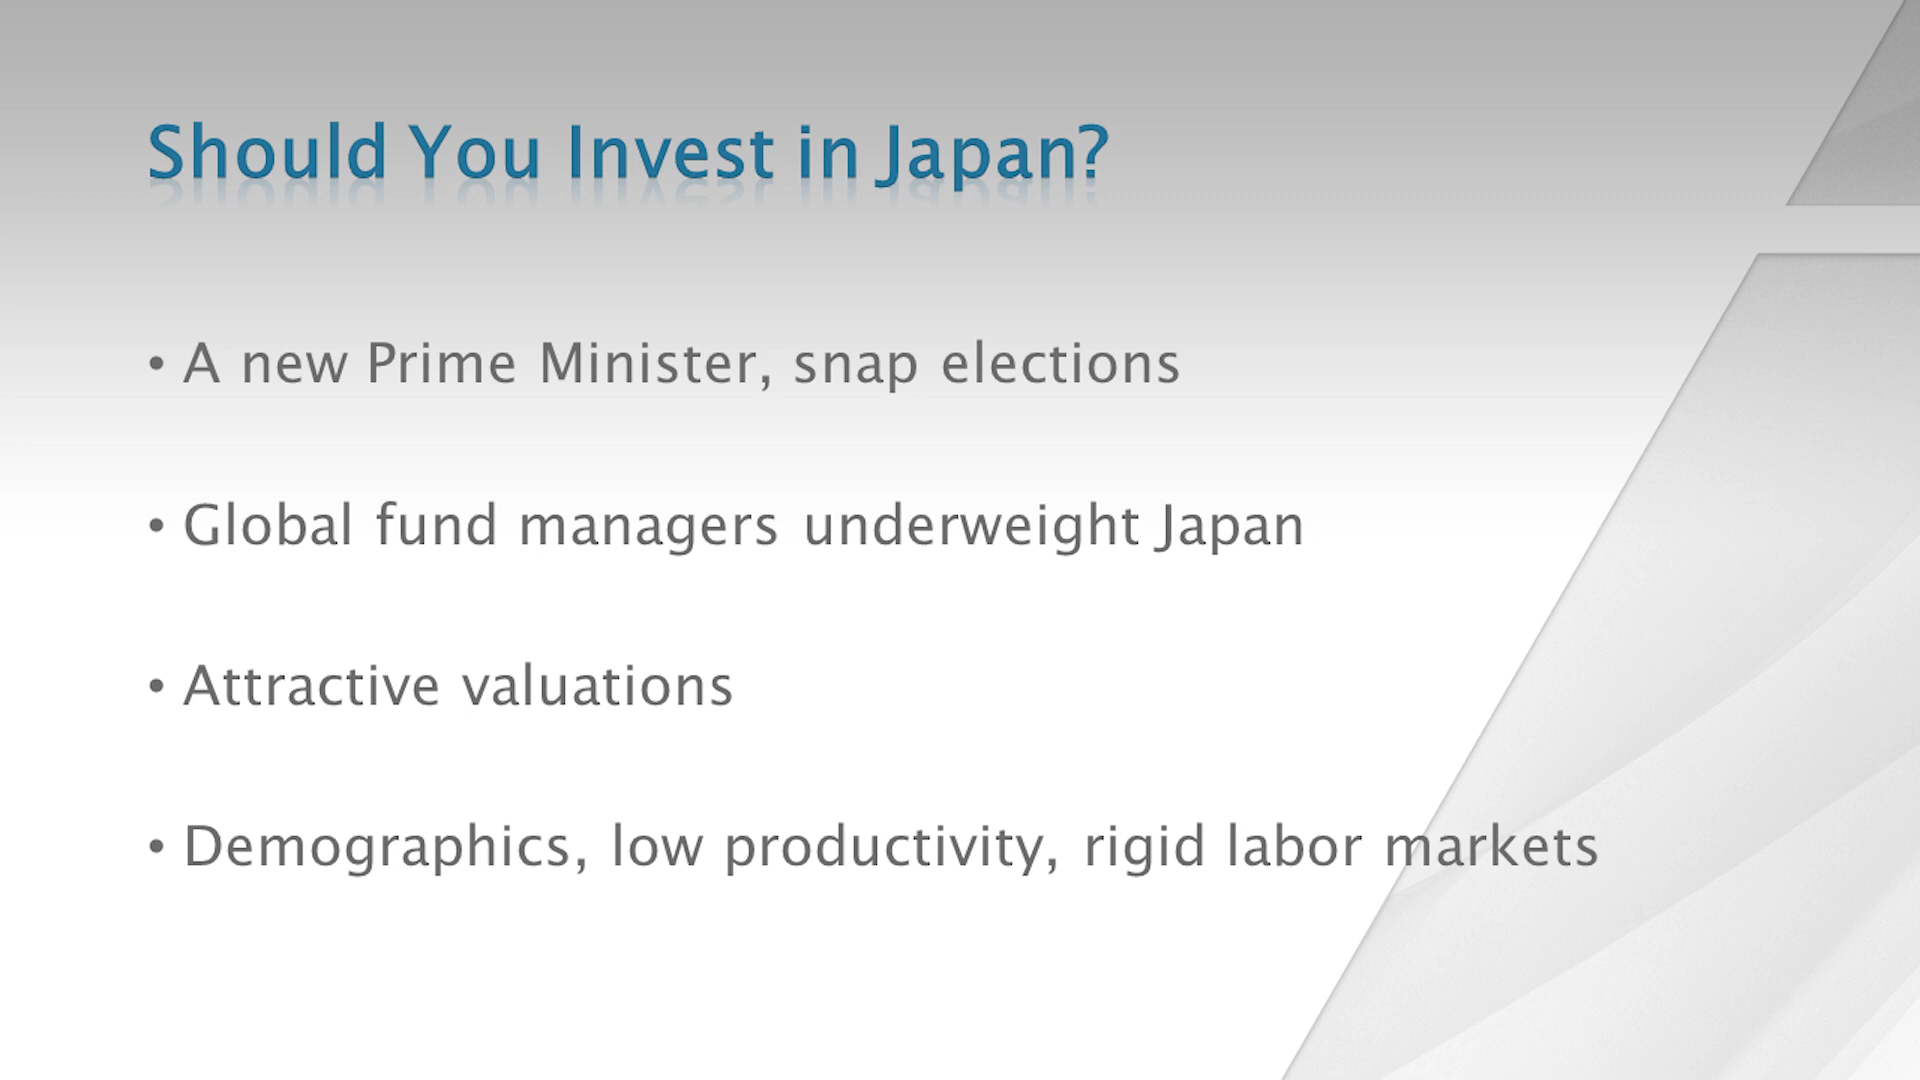 Should You Invest in Japan?
• A new Prime Minister, snap elections
• Global fund managers underweight Japan
• Attractive valuations
• Demographics, low productivity, rigid labor markets